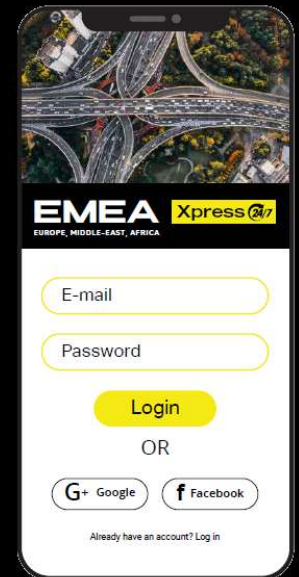 EMEA
EUROPE, MIDDLE-EAST, AFRICA
Xpress 24/7
E-mail
Password
Login
OR
G+ Google
f Facebook
Already have an account? Log in